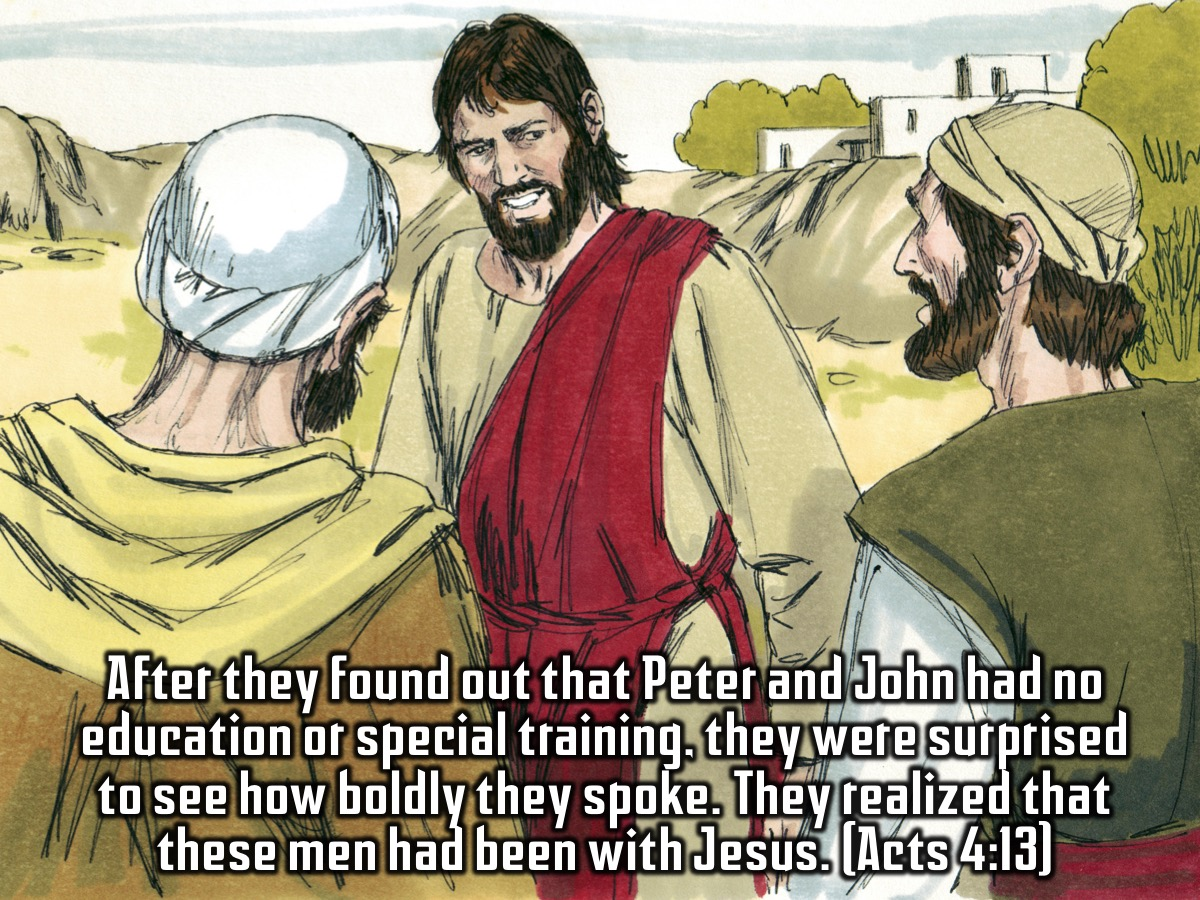 After they found out that Peter and John had no
education or special training, they were surprised
to see how boldly they spoke. They realized that
these men had been with Jesus. (Acts 4:13)